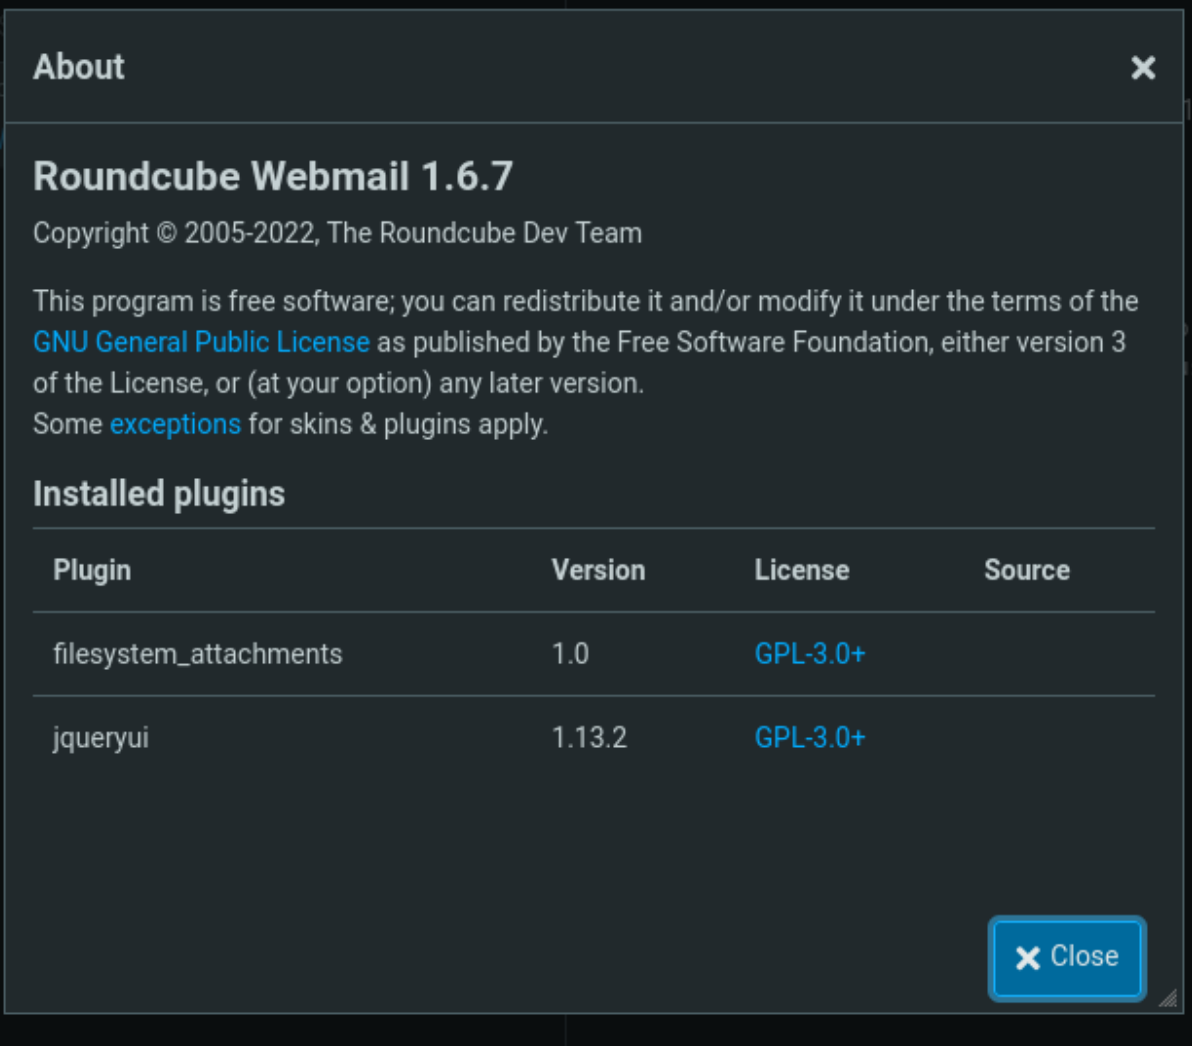 About
Roundcube Webmail 1.6.7
Copyright © 2005-2022, The Roundcube Dev Team
This program is free software; you can redistribute it and/or modify it under the terms of the
GNU General Public License as published by the Free Software Foundation, either version 3
of the License, or (at your option) any later version.
Some exceptions for skins & plugins apply.
Installed plugins
Plugin Version License Source
filesystem_attachments 1.0 GPL-3.0+
jqueryui 1.13.2 GPL-3.0+
Close